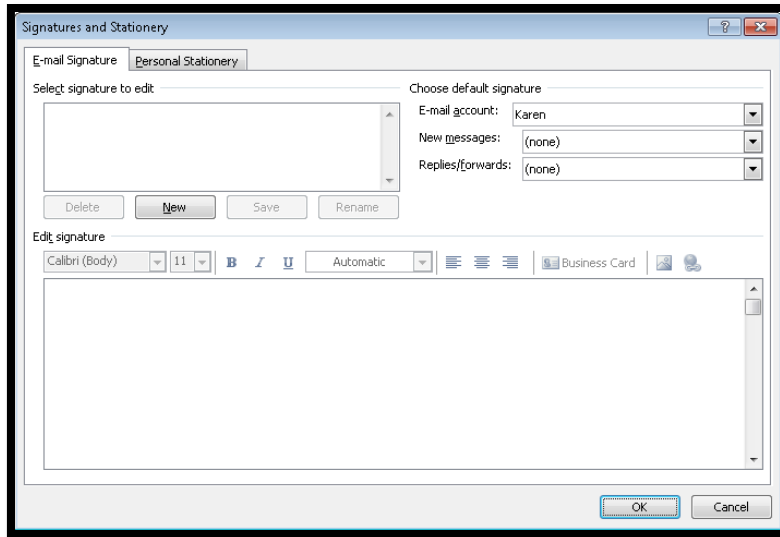 Signatures and Stationery
E-mail Signature Personal Stationery
Select signature to edit Choose default signature
E-mail account: Karen
New messages: (none)
Replies/forwards: (none)
Delete New Save Rename
Edit signature
Calibri (Body) 11 B I U Automatic Business Card
OK Cancel